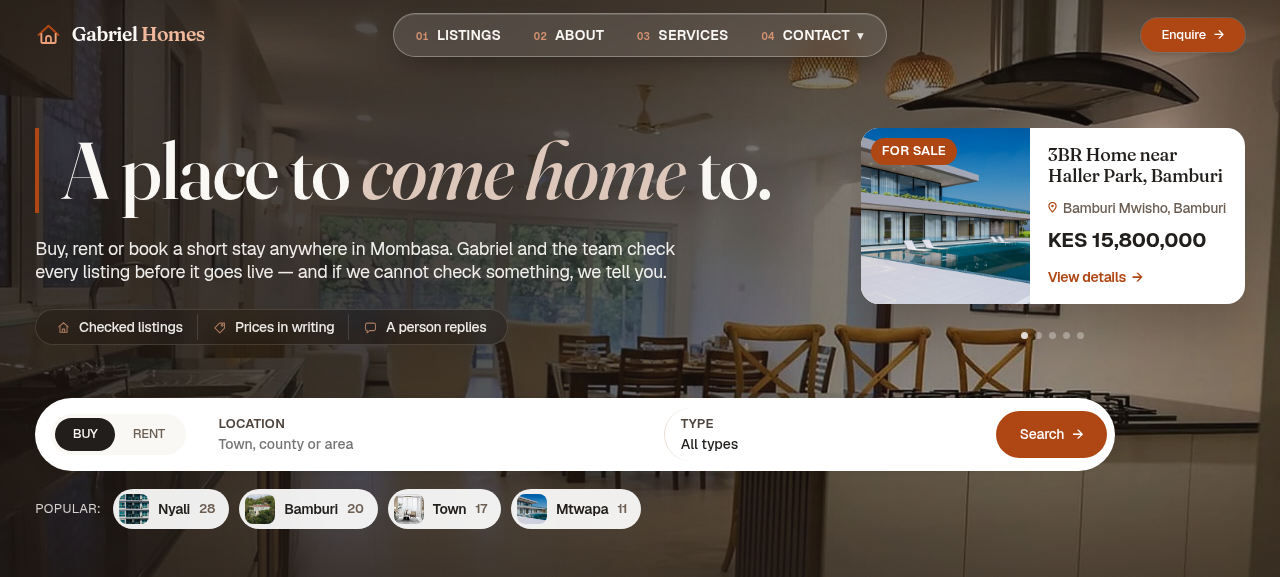 Gabriel Homes
01 LISTINGS 02 ABOUT 03 SERVICES 04 CONTACT ▾
Enquire →
A place to come home to.
Buy, rent or book a short stay anywhere in Mombasa. Gabriel and the team check
every listing before it goes live — and if we cannot check something, we tell you.
Checked listings
Prices in writing
A person replies
FOR SALE
3BR Home near
Haller Park, Bamburi
Bamburi Mwisho, Bamburi
KES 15,800,000
View details →
BUY RENT
LOCATION
Town, county or area
TYPE
All types
Search →
POPULAR:
Nyali 28
Bamburi 20
Town 17
Mtwapa 11